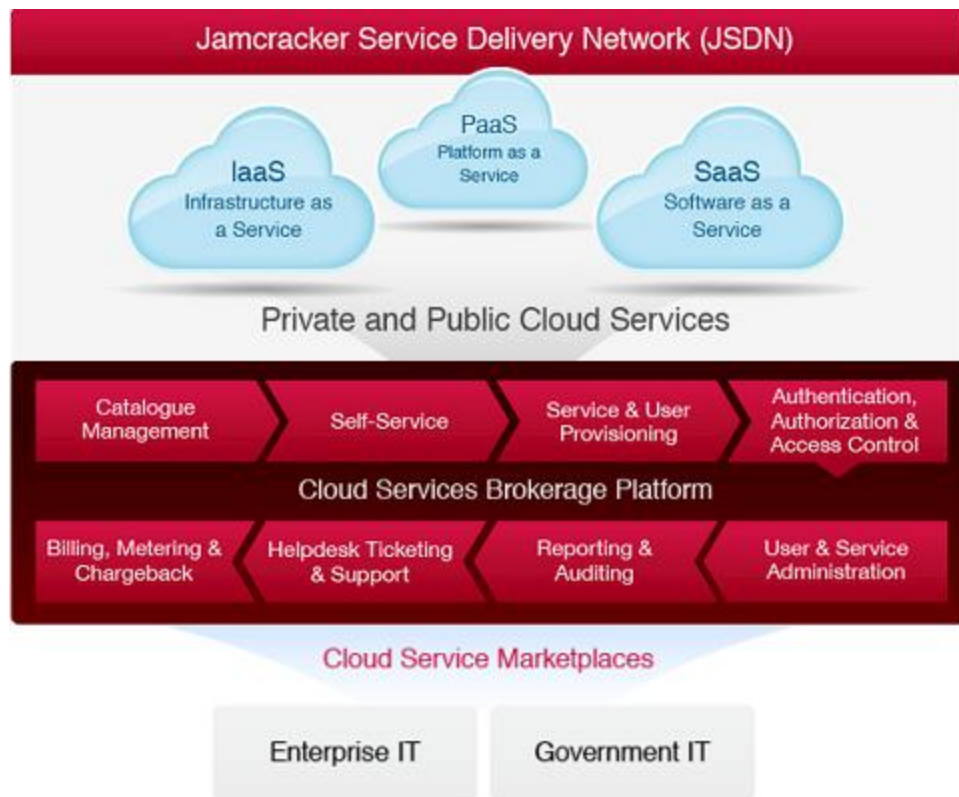 Jamcracker Service Delivery Network (JSDN)
PaaS
Platform as a
Service
IaaS
Infrastructure as
a Service
SaaS
Software as a
Service
Private and Public Cloud Services
Catalogue
Management
Self-Service
Service & User
Provisioning
Authentication,
Authorization &
Access Control
Cloud Services Brokerage Platform
Billing, Metering &
Chargeback
Helpdesk Ticketing
& Support
Reporting &
Auditing
User & Service
Administration
Cloud Service Marketplaces
Enterprise IT
Government IT